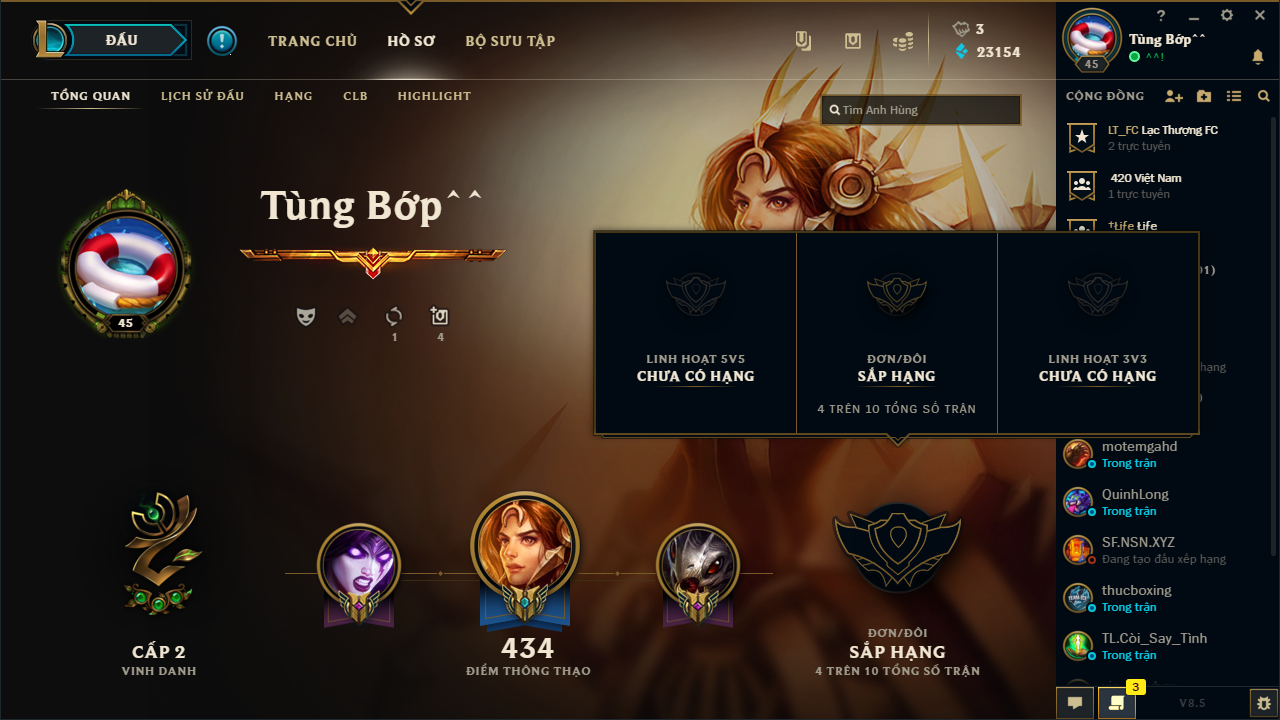 ĐẤU
!
TRANG CHỦ
HỒ SƠ
BỘ SƯU TẬP
3
23154
?
Tùng Bớp^^
^^!
45
TỔNG QUAN
LỊCH SỬ ĐẤU
HẠNG
CLB
HIGHLIGHT
Tìm Anh Hùng
CỘNG ĐỒNG
LT_FC Lạc Thượng FC
2 trực tuyến
420 Việt Nam
1 trực tuyến
†Life Life
Tùng Bớp^^
45
1
4
LINH HOẠT 5V5
CHƯA CÓ HẠNG
ĐƠN/ĐÔI
SẮP HẠNG
4 TRÊN 10 TỔNG SỐ TRẬN
LINH HOẠT 3V3
CHƯA CÓ HẠNG
motemgahd
Trong trận
QuinhLong
Trong trận
SF.NSN.XYZ
Đang tạo đấu xếp hạng
thucboxing
Trong trận
TL.Còi_Say_Tình
Trong trận
CẤP 2
VINH DANH
434
ĐIỂM THÔNG THẠO
ĐƠN/ĐÔI
SẮP HẠNG
4 TRÊN 10 TỔNG SỐ TRẬN
3
V8.5